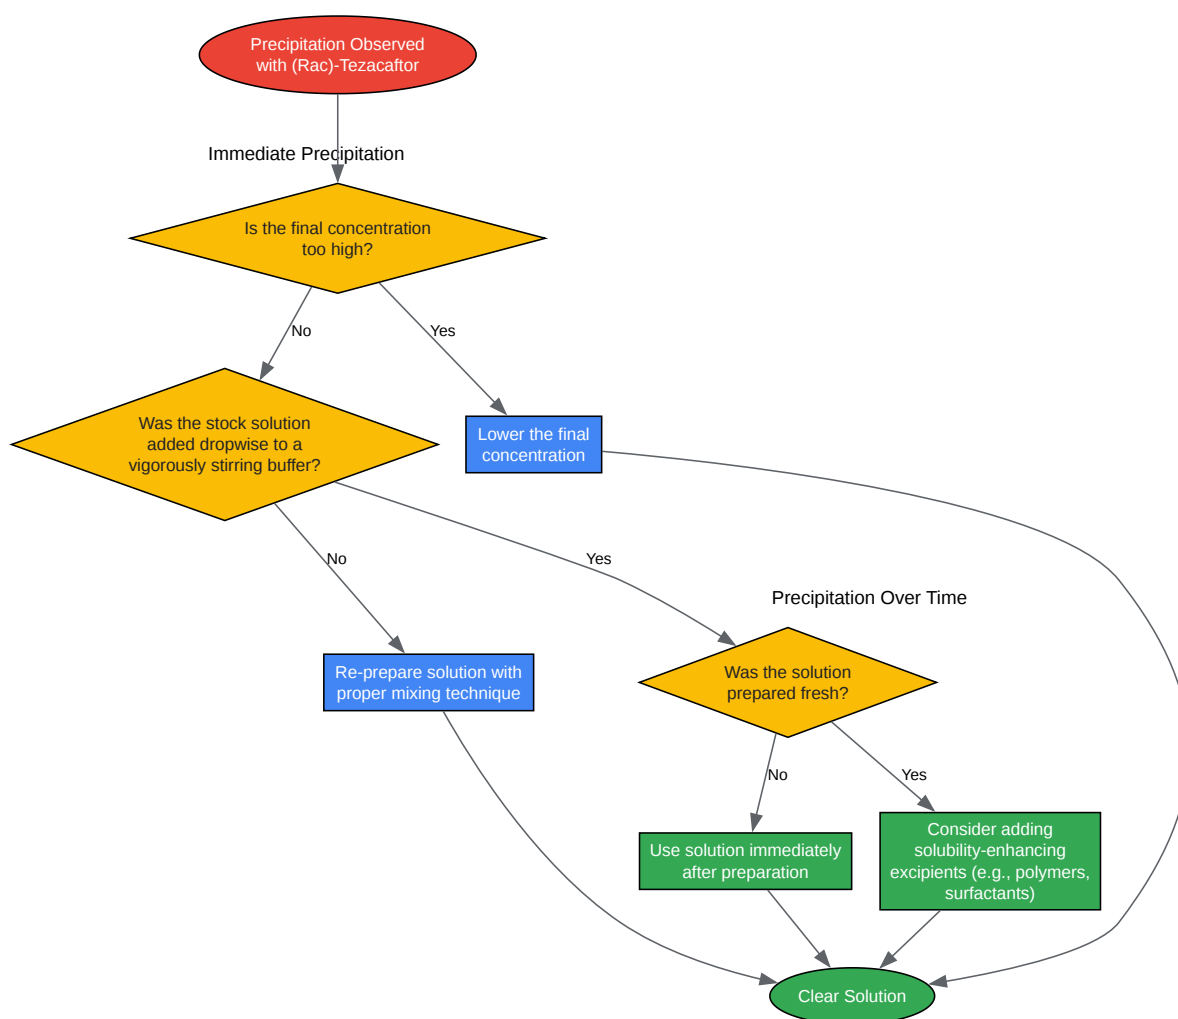 Precipitation Observed
with (Rac)-Tezacaftor
Immediate Precipitation
Is the final concentration
too high?
No
Yes
Was the stock solution
added dropwise to a
vigorously stirring buffer?
Lower the final
concentration
No
Yes
Precipitation Over Time
Re-prepare solution with
proper mixing technique
Was the solution
prepared fresh?
No
Yes
Use solution immediately
after preparation
Consider adding
solubility-enhancing
excipients (e.g., polymers,
surfactants)
Clear Solution